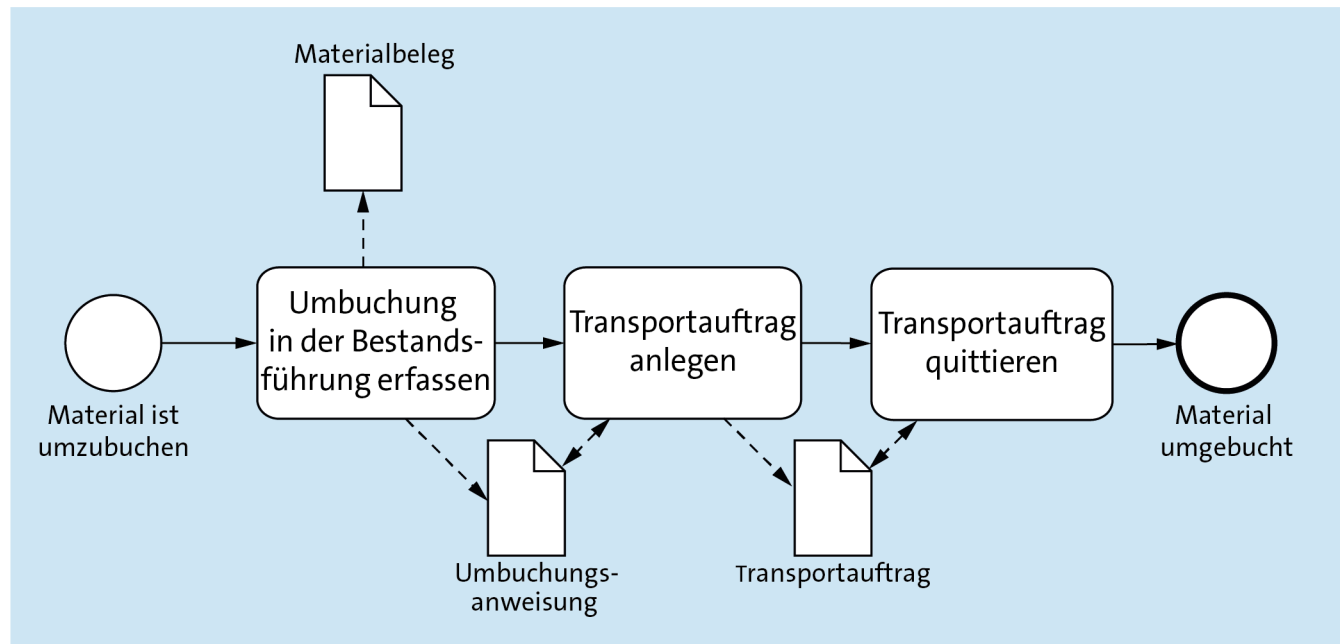 Materialbeleg
Umbuchung
in der Bestands-
führung erfassen
Transportauftrag
anlegen
Transportauftrag
quittieren
Material ist
umzubuchen
Material
umgebucht
Umbuchungs-
anweisung
Transportauftrag